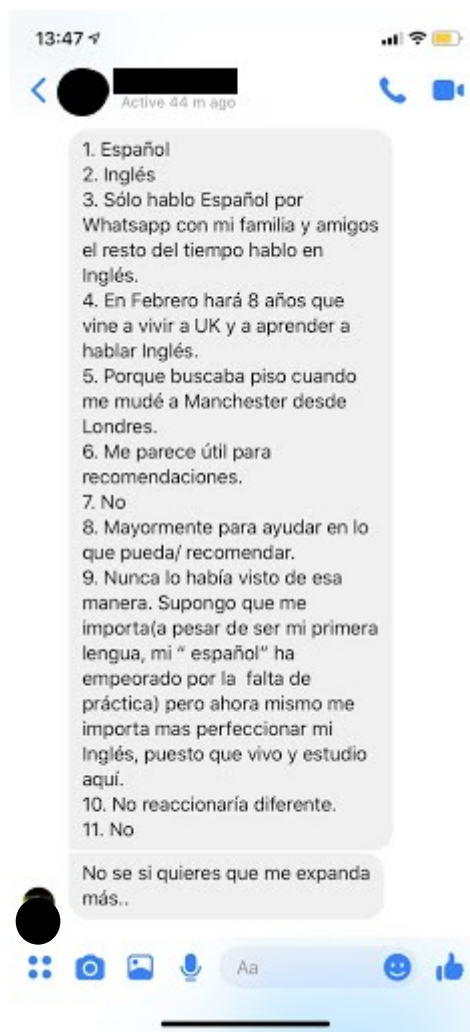 13:47
Active 44 m ago
1. Español
2. Inglés
3. Sólo hablo Español por
Whatsapp con mi familia y amigos
el resto del tiempo hablo en
Inglés.
4. En Febrero hará 8 años que
vine a vivir a UK y a aprender a
hablar Inglés.
5. Porque buscaba piso cuando
me mudé a Manchester desde
Londres.
6. Me parece útil para
recomendaciones.
7. No
8. Mayormente para ayudar en lo
que pueda/ recomendar.
9. Nunca lo había visto de esa
manera. Supongo que me
importa(a pesar de ser mi primera
lengua, mi “ español” ha
empeorado por la  falta de
práctica) pero ahora mismo me
importa mas perfeccionar mi
Inglés, puesto que vivo y estudio
aquí.
10. No reaccionaría diferente.
11. No
No se si quieres que me expanda
más..
Aa